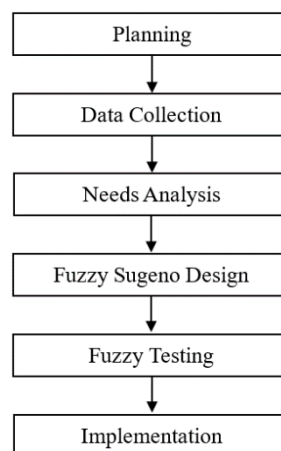 Planning
Data Collection
Needs Analysis
Fuzzy Sugeno Design
Fuzzy Testing
Implementation